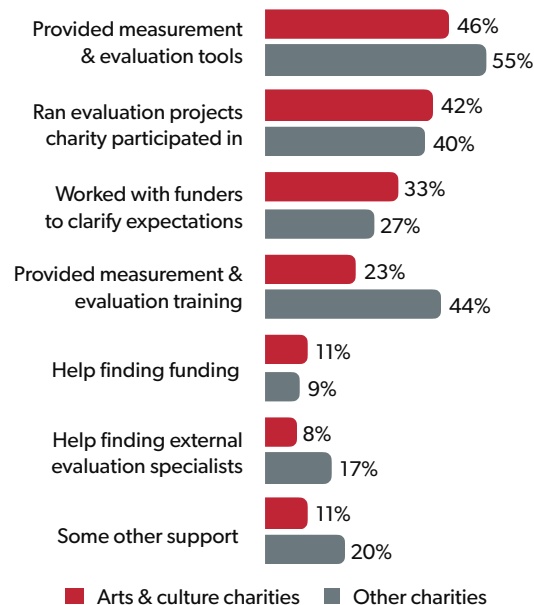 Provided measurement
& evaluation tools
46%
55%
Ran evaluation projects
charity participated in
42%
40%
Worked with funders
to clarify expectations
33%
27%
Provided measurement &
evaluation training
23%
44%
Help finding funding
11%
9%
Help finding external
evaluation specialists
8%
17%
Some other support
11%
20%
Arts & culture charities
Other charities